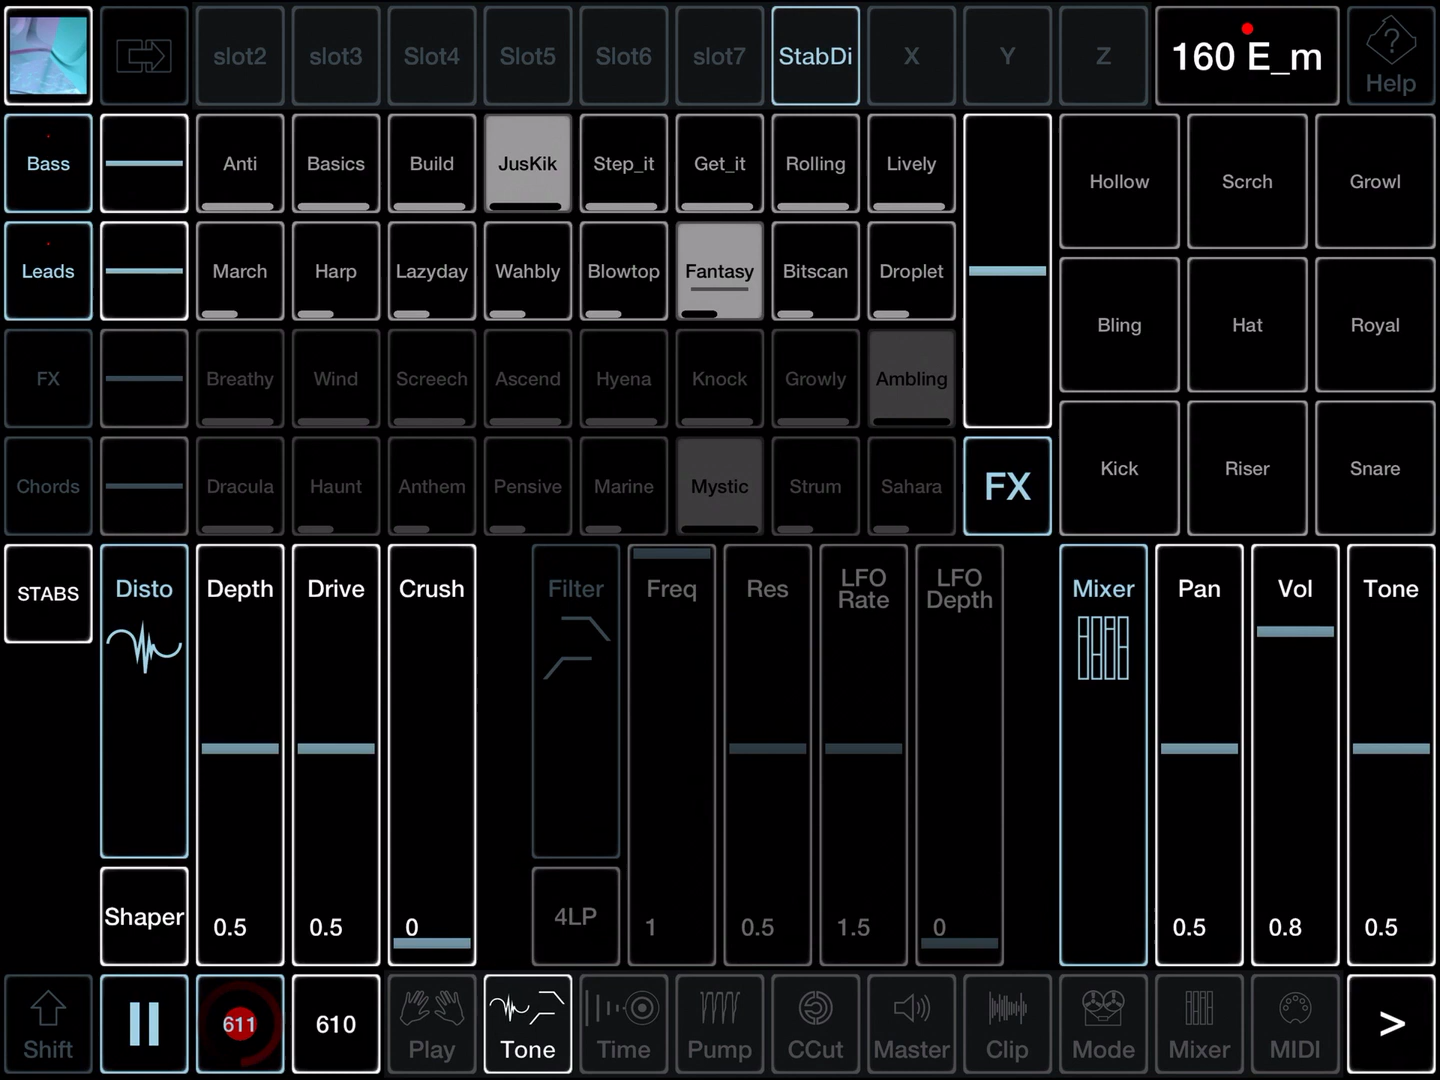 slot2 slot3 Slot4 Slot5 Slot6 slot7 StabDi X Y Z 160 E_m ? Help
Bass Anti Basics Build JusKik Step_it Get_it Rolling Lively
Hollow Scrch Growl
Leads March Harp Lazyday Wahbly Blowtop Fantasy Bitscan Droplet
Bling Hat Royal
FX Breathy Wind Screech Ascend Hyena Knock Growly Ambling
Chords Dracula Haunt Anthem Pensive Marine Mystic Strum Sahara FX
Kick Riser Snare
STABS Disto Depth Drive Crush Filter Freq Res LFO Rate LFO Depth Mixer Pan Vol Tone
Shaper 0.5 0.5 0 4LP 1 0.5 1.5 0 0.5 0.8 0.5
Shift 611 610 Play Tone Time Pump CCut Master Clip Mode Mixer MIDI >